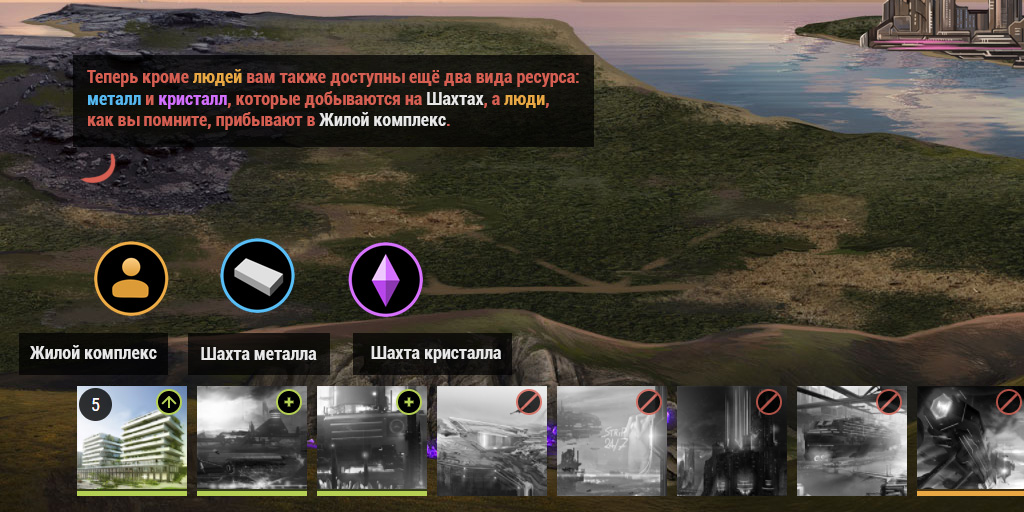 Теперь кроме людей вам также доступны ещё два вида ресурса:
металл и кристалл, которые добываются на Шахтах, а люди,
как вы помните, прибывают в Жилой комплекс.
Жилой комплекс
Шахта металла
Шахта кристалла
5